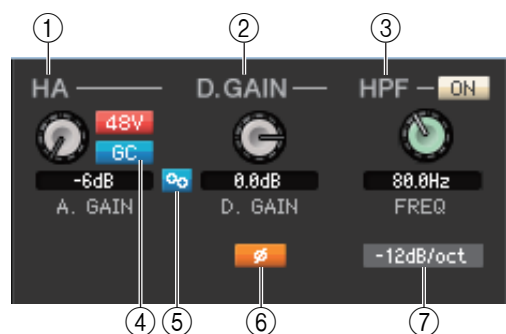 ① ② ③
HA D.GAIN HPF ON
48V
GC
-6dB 0.0dB 80.0Hz
A. GAIN D. GAIN FREQ
ø -12dB/oct
④ ⑤ ⑥ ⑦